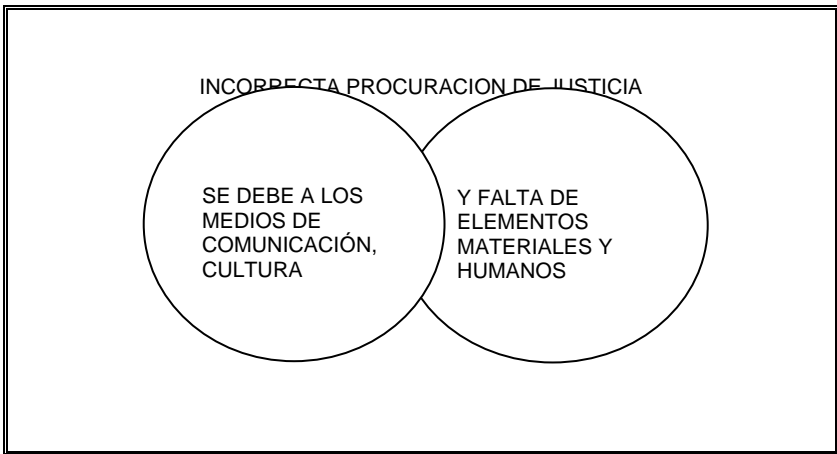 INCORRECTA PROCURACION DE JUSTICIA
SE DEBE A LOS
MEDIOS DE
COMUNICACIÓN,
CULTURA
Y FALTA DE
ELEMENTOS
MATERIALES Y
HUMANOS